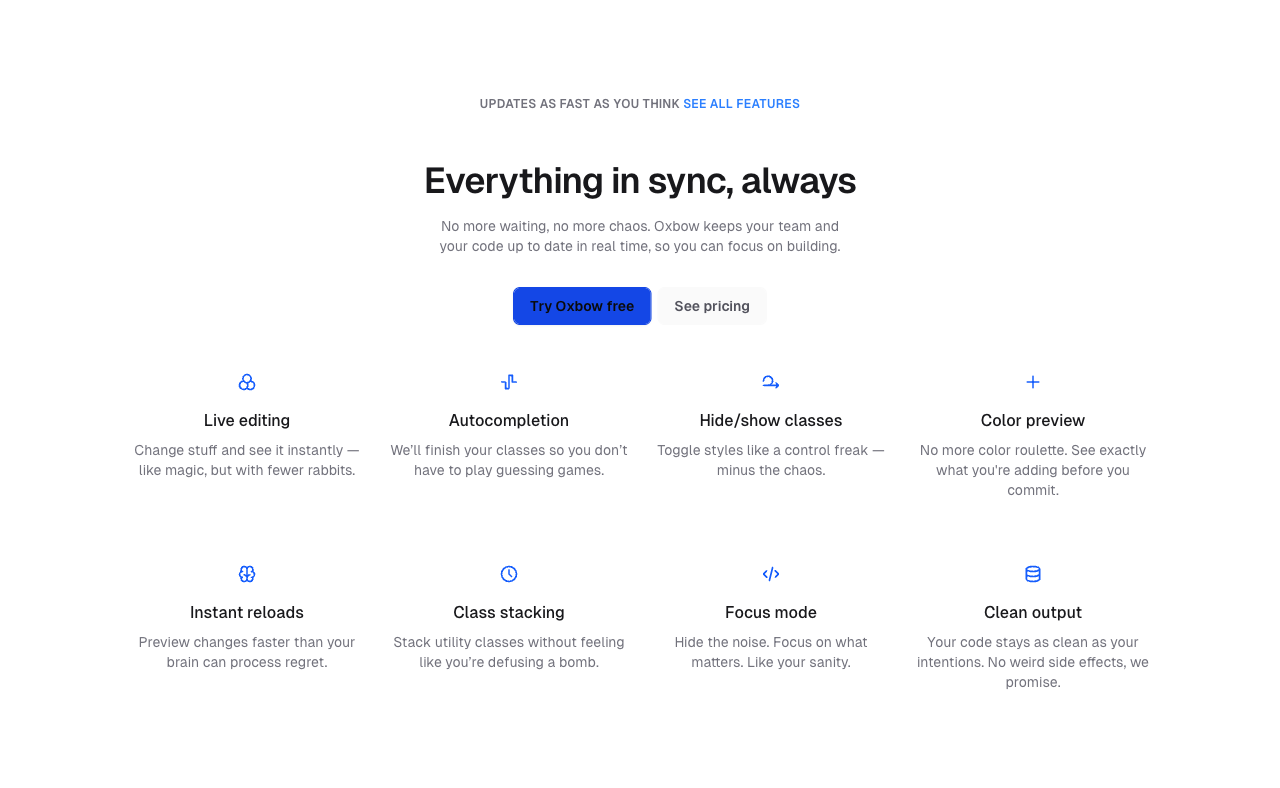 UPDATES AS FAST AS YOU THINK SEE ALL FEATURES
Everything in sync, always
No more waiting, no more chaos. Oxbow keeps your team and
your code up to date in real time, so you can focus on building.
Try Oxbow free
See pricing
Live editing
Change stuff and see it instantly —
like magic, but with fewer rabbits.
Autocompletion
We'll finish your classes so you don't
have to play guessing games.
Hide/show classes
Toggle styles like a control freak —
minus the chaos.
Color preview
No more color roulette. See exactly
what you're adding before you
commit.
Instant reloads
Preview changes faster than your
brain can process regret.
Class stacking
Stack utility classes without feeling
like you're defusing a bomb.
Focus mode
Hide the noise. Focus on what
matters. Like your sanity.
Clean output
Your code stays as clean as your
intentions. No weird side effects, we
promise.